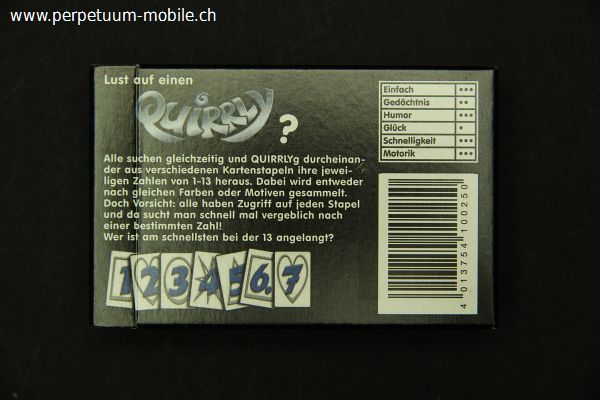 www.perpetuum-mobile.ch
Lust auf einen
QUIRRLY
?
Alle suchen gleichzeitig und QUIRRLYg durcheinan-
der aus verschiedenen Kartenstapeln ihre jewei-
ligen Zahlen von 1-13 heraus. Dabei wird entweder
nach gleichen Farben oder Motiven gesammelt.
Doch Vorsicht: alle haben Zugriff auf jeden Stapel
und da sucht man schnell mal vergeblich nach
einer bestimmten Zahl!
Wer ist am schnellsten bei der 13 angelangt?
1 2 3 4 5 6. 7
Einfach •••
Gedächtnis ••
Humor •••
Glück •
Schnelligkeit •••
Motorik •••
4 013754 100250